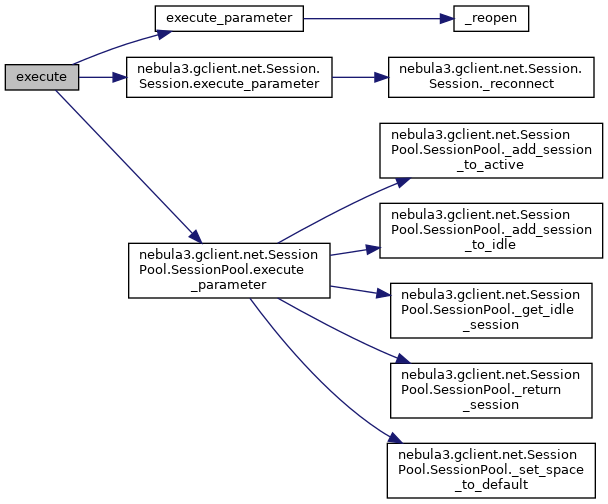 execute
execute_parameter
_reopen
nebula3.gclient.net.Session.
Session.execute_parameter
nebula3.gclient.net.Session.
Session._reconnect
nebula3.gclient.net.Session
Pool.SessionPool.execute
_parameter
nebula3.gclient.net.Session
Pool.SessionPool._add_session
_to_active
nebula3.gclient.net.Session
Pool.SessionPool._add_session
_to_idle
nebula3.gclient.net.Session
Pool.SessionPool._get_idle
_session
nebula3.gclient.net.Session
Pool.SessionPool._return
_session
nebula3.gclient.net.Session
Pool.SessionPool._set_space
_to_default